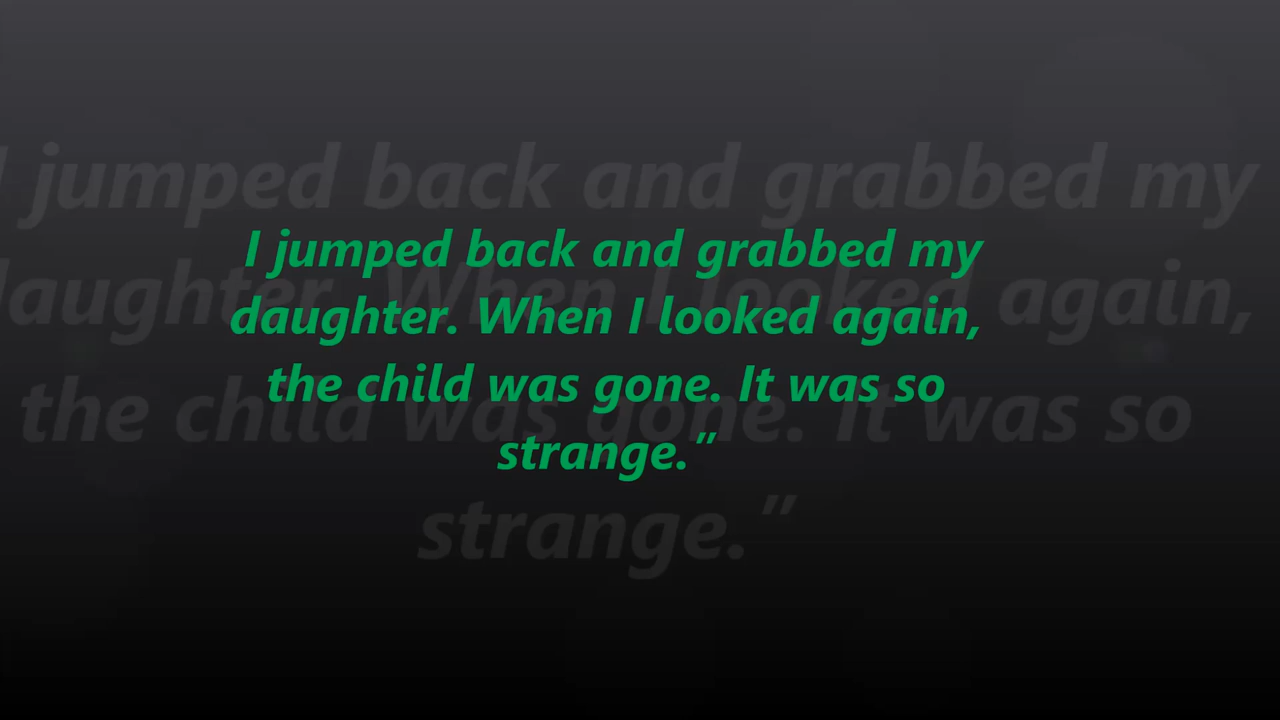 I jumped back and grabbed my
daughter. When I looked again,
the child was gone. It was so
strange.”